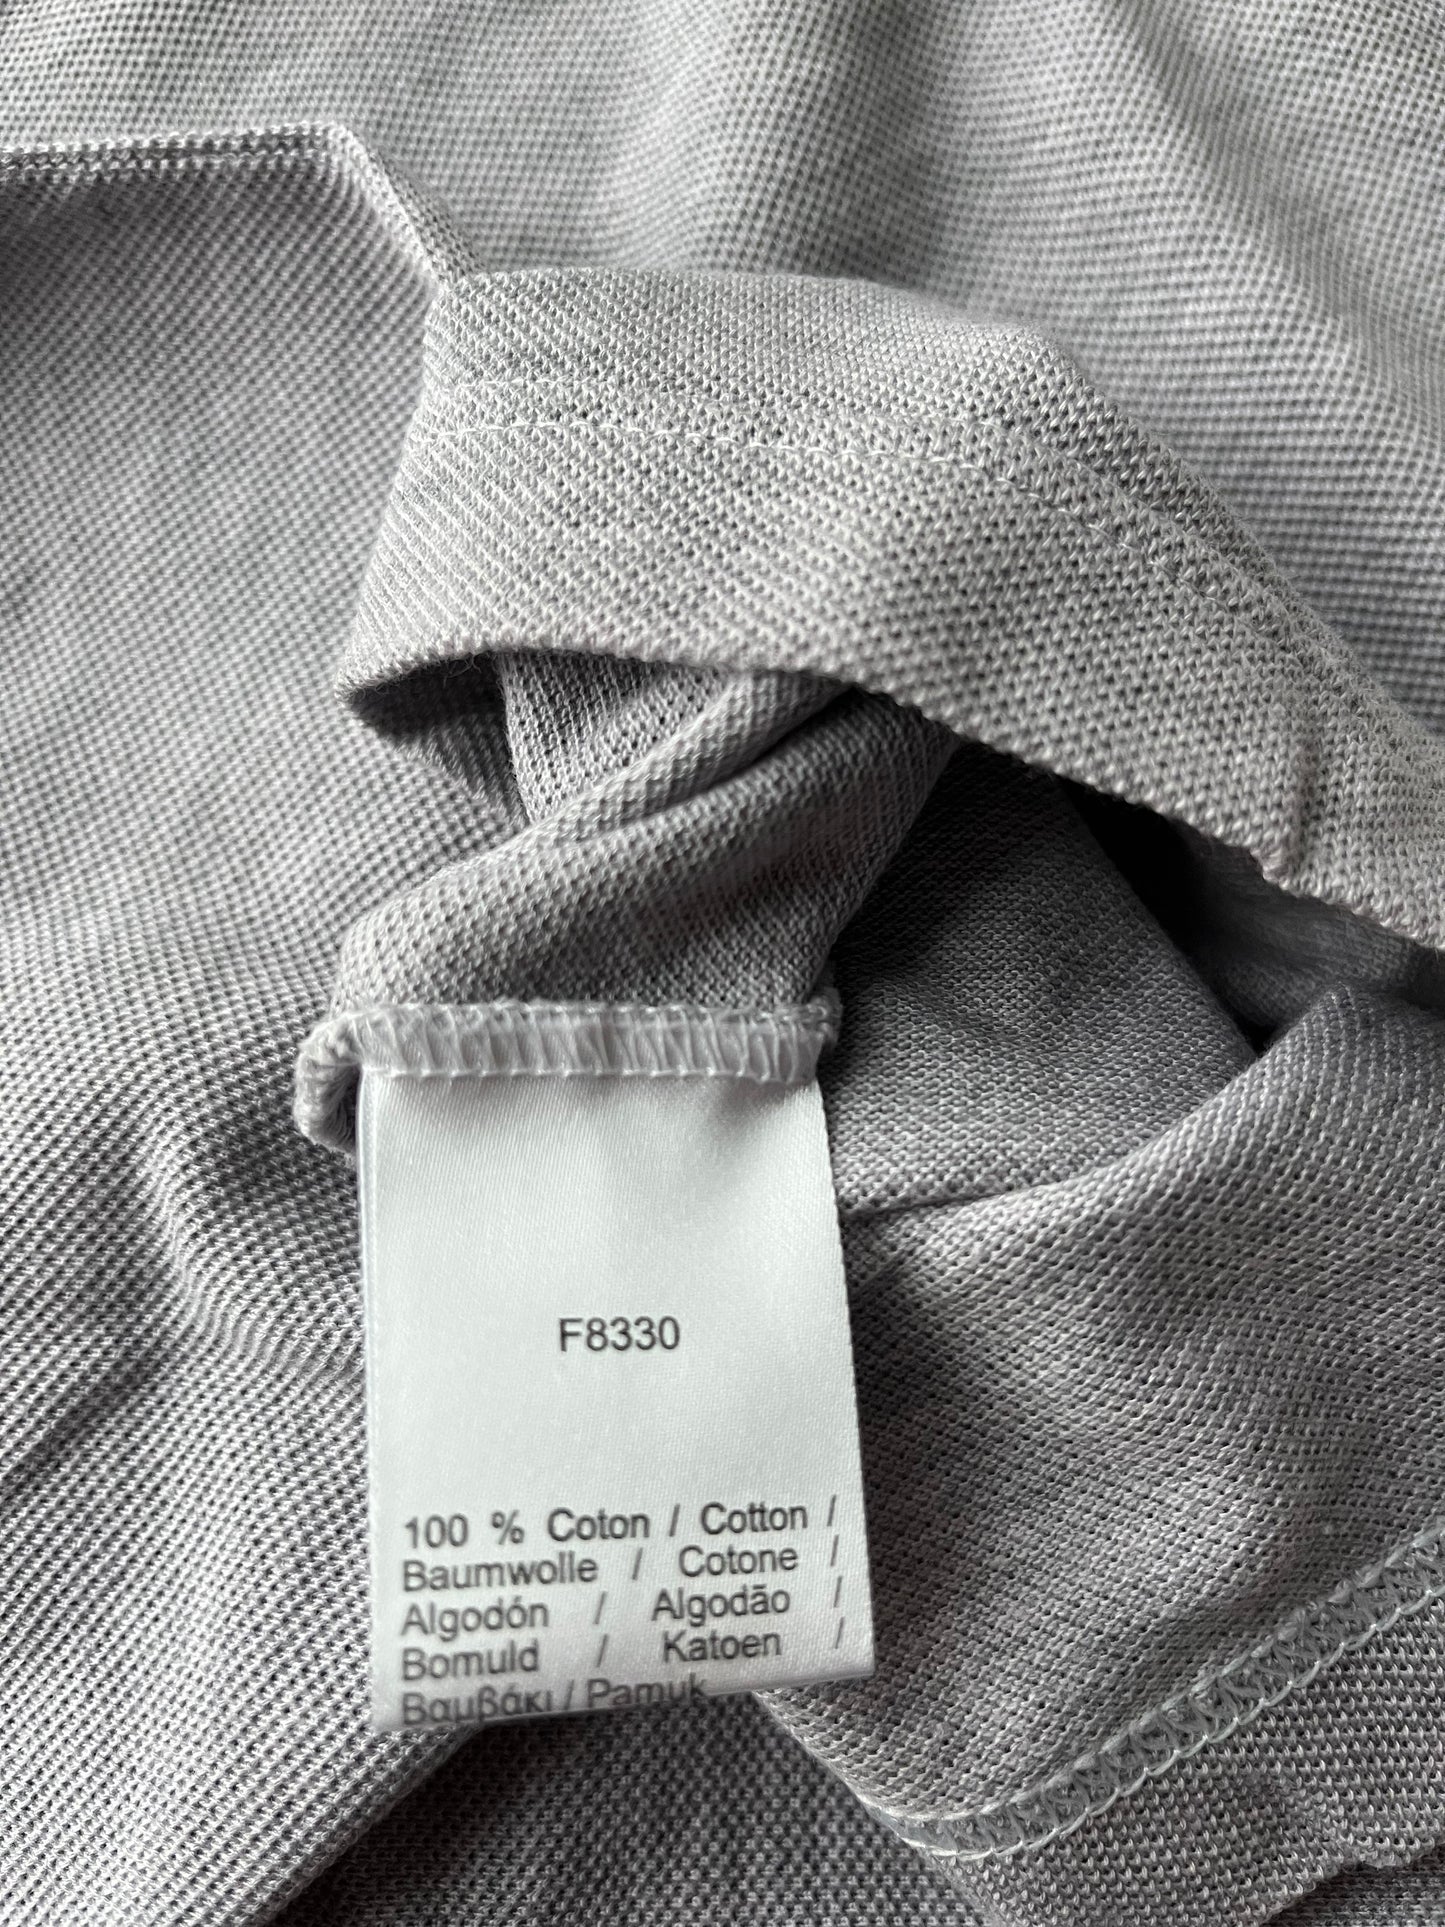 F8330
100 % Coton / Cotton /
Baumwolle / Cotone /
Algodón / Algodão /
Bomuld / Katoen /
Βαμβάκι / Pamuk